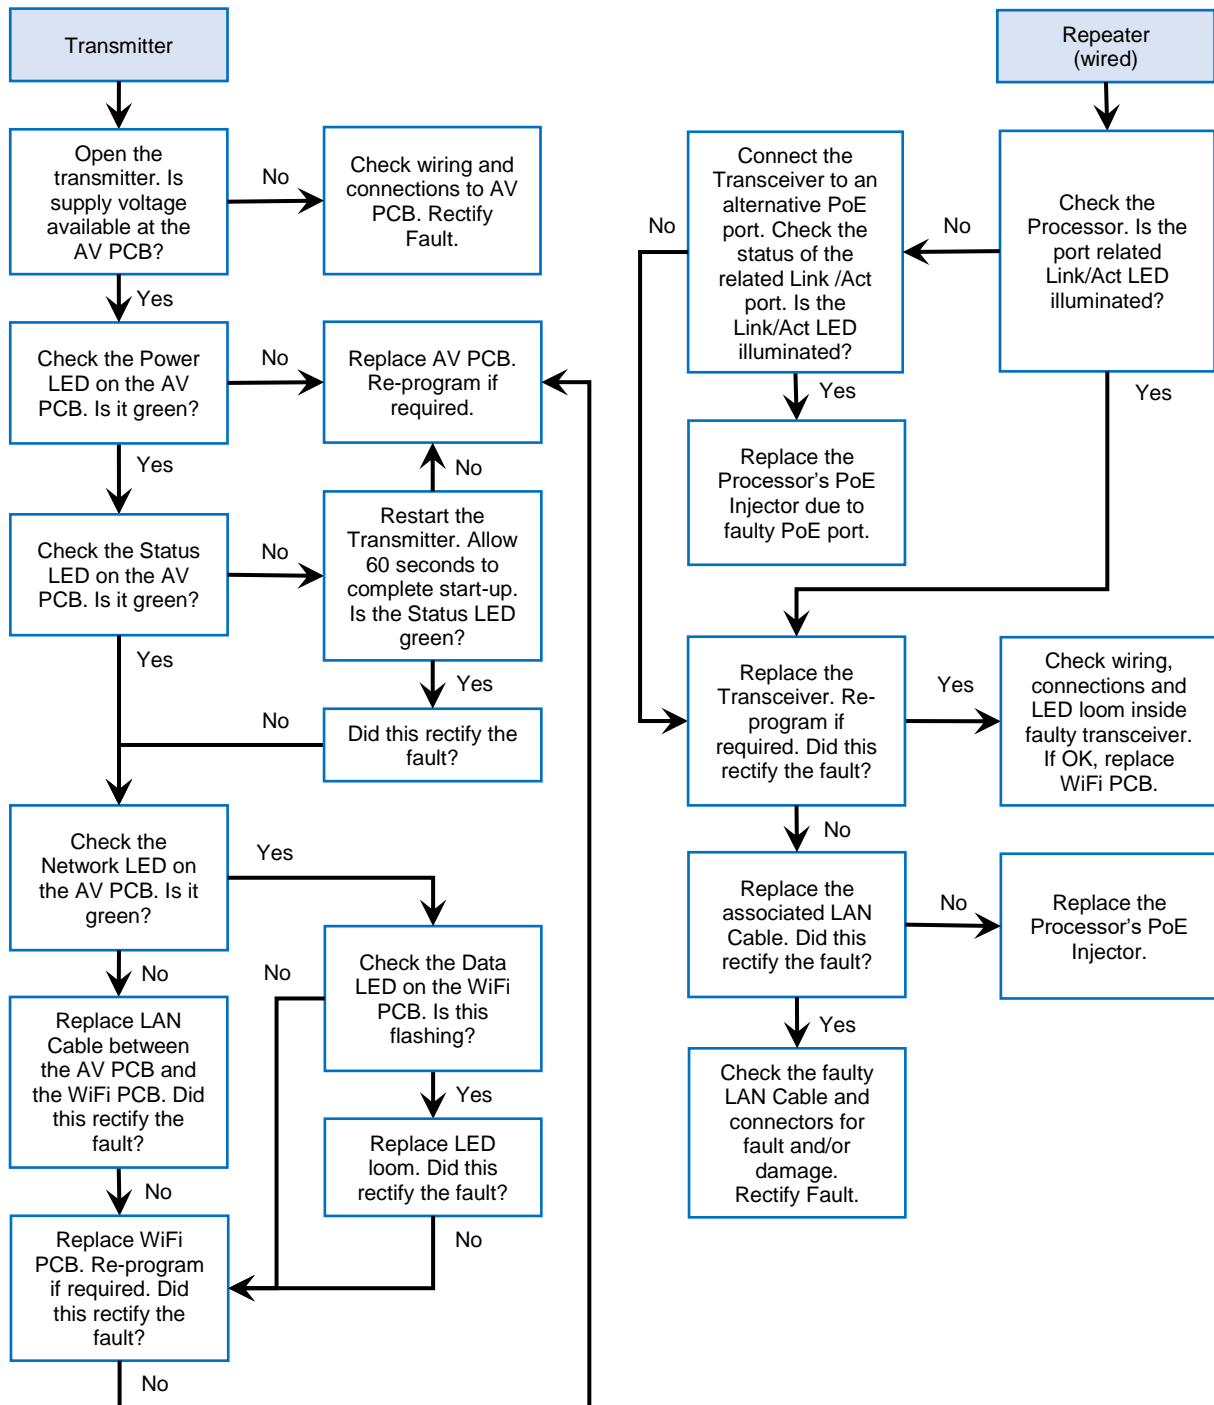 Transmitter
Open the
transmitter. Is
supply voltage
available at the
AV PCB?
No
Check wiring and
connections to AV
PCB. Rectify
Fault.
Yes
Check the Power
LED on the AV
PCB. Is it green?
No
Replace AV PCB.
Re-program if
required.
Yes
No
Check the Status
LED on the AV
PCB. Is it green?
No
Restart the
Transmitter. Allow
60 seconds to
complete start-up.
Is the Status LED
green?
Yes
Yes
No
Did this rectify the
fault?
Check the
Network LED on
the AV PCB. Is it
green?
Yes
No
No
Check the Data
LED on the WiFi
PCB. Is this
flashing?
Replace LAN
Cable between
the AV PCB and
the WiFi PCB. Did
this rectify the
fault?
Yes
Replace LED
loom. Did this
rectify the fault?
No
No
Replace WiFi
PCB. Re-program
if required. Did
this rectify the
fault?
No
Repeater
(wired)
Check the
Processor. Is the
port related
Link/Act LED
illuminated?
No
Connect the
Transceiver to an
alternative PoE
port. Check the
status of the
related Link /Act
port. Is the
Link/Act LED
illuminated?
No
Yes
Yes
Replace the
Processor's PoE
Injector due to
faulty PoE port.
Replace the
Transceiver. Re-
program if
required. Did this
rectify the fault?
Yes
Check wiring,
connections and
LED loom inside
faulty transceiver.
If OK, replace
WiFi PCB.
No
Replace the
associated LAN
Cable. Did this
rectify the fault?
No
Replace the
Processor's PoE
Injector.
Yes
Check the faulty
LAN Cable and
connectors for
fault and/or
damage.
Rectify Fault.